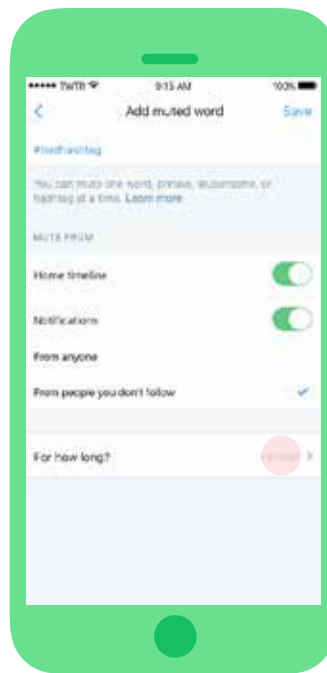 TWTR 9:15 AM 100%
Add muted word Save
You can mute one word, phrase, @username, or
hashtag at a time. Learn more
MUTE FROM
Home timeline
Notifications
From anyone
From people you don't follow
For how long?